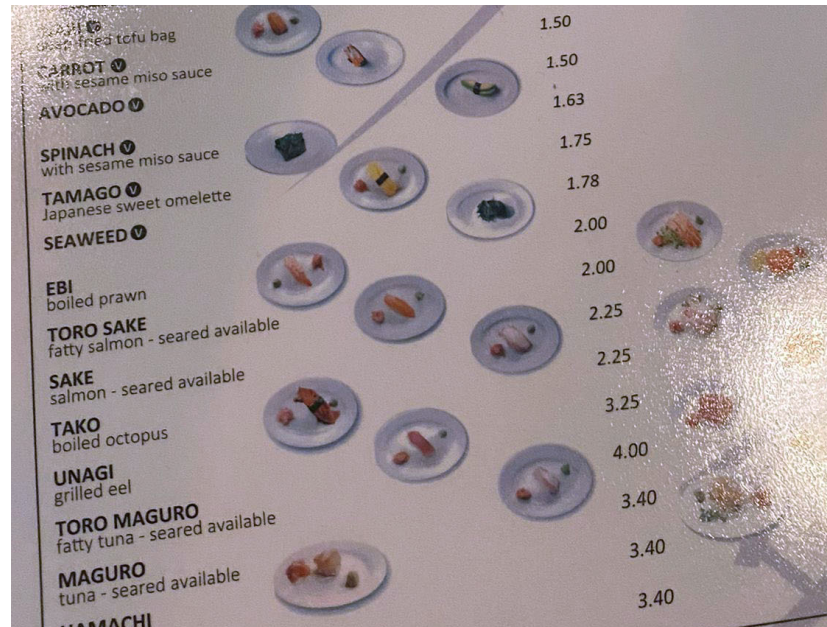 fried tofu bag
CARROT V
with sesame miso sauce
AVOCADO V
SPINACH V
with sesame miso sauce
TAMAGO V
Japanese sweet omelette
SEAWEED V
EBI
boiled prawn
TORO SAKE
fatty salmon - seared available
SAKE
salmon - seared available
TAKO
boiled octopus
UNAGI
grilled eel
TORO MAGURO
fatty tuna - seared available
MAGURO
tuna - seared available
HAMACHI
1.50
1.50
1.63
1.75
1.78
2.00
2.00
2.25
2.25
3.25
4.00
3.40
3.40
3.40